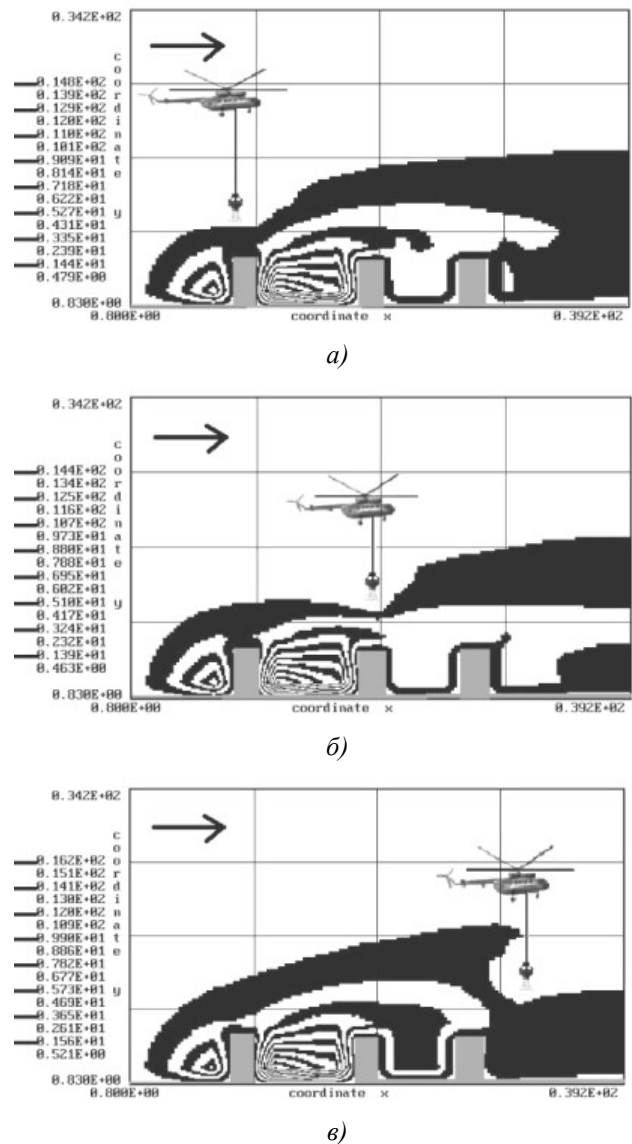 0.342E+02
coordinate y
0.148E+02
0.139E+02
0.129E+02
0.120E+02
0.110E+02
0.101E+02
0.909E+01
0.814E+01
0.718E+01
0.622E+01
0.527E+01
0.431E+01
0.335E+01
0.239E+01
0.144E+01
0.479E+00
0.830E+00
0.800E+00 coordinate x 0.392E+02
а)
0.342E+02
coordinate y
0.144E+02
0.134E+02
0.125E+02
0.116E+02
0.107E+02
0.973E+01
0.880E+01
0.788E+01
0.695E+01
0.602E+01
0.510E+01
0.417E+01
0.324E+01
0.232E+01
0.139E+01
0.463E+00
0.830E+00
0.800E+00 coordinate x 0.392E+02
б)
0.342E+02
coordinate y
0.162E+02
0.151E+02
0.141E+02
0.130E+02
0.120E+02
0.109E+02
0.990E+01
0.886E+01
0.782E+01
0.677E+01
0.573E+01
0.469E+01
0.365E+01
0.261E+01
0.156E+01
0.521E+00
0.830E+00
0.800E+00 coordinate x 0.392E+02
в)